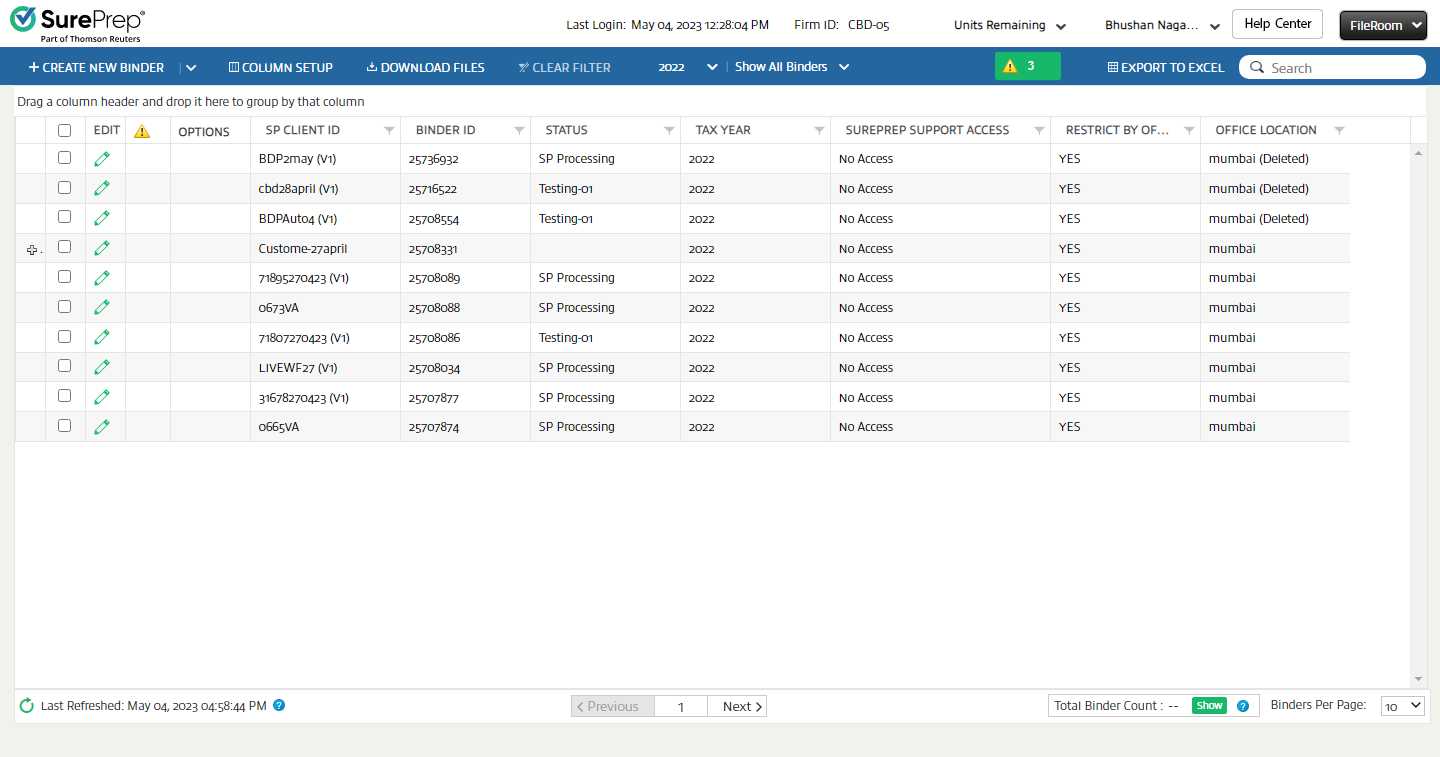 SurePrep®
Part of Thomson Reuters
Last Login: May 04, 2023 12:28:04 PM Firm ID: CBD-05 Units Remaining Bhushan Naga... Help Center FileRoom
CREATE NEW BINDER COLUMN SETUP DOWNLOAD FILES CLEAR FILTER 2022 Show All Binders 3 EXPORT TO EXCEL Search
Drag a column header and drop it here to group by that column
EDIT OPTIONS SP CLIENT ID BINDER ID STATUS TAX YEAR SUREPREP SUPPORT ACCESS RESTRICT BY OF... OFFICE LOCATION
BDP2may (V1) 25736932 SP Processing 2022 No Access YES mumbai (Deleted)
cbd28april (V1) 25716522 Testing-01 2022 No Access YES mumbai (Deleted)
BDPAuto4 (V1) 25708554 Testing-01 2022 No Access YES mumbai (Deleted)
Custome-27april 25708331 2022 No Access YES mumbai
71895270423 (V1) 25708089 SP Processing 2022 No Access YES mumbai
0673VA 25708088 SP Processing 2022 No Access YES mumbai
71807270423 (V1) 25708086 Testing-01 2022 No Access YES mumbai
LIVEWF27 (V1) 25708034 SP Processing 2022 No Access YES mumbai
31678270423 (V1) 25707877 SP Processing 2022 No Access YES mumbai
0665VA 25707874 SP Processing 2022 No Access YES mumbai
Last Refreshed: May 04, 2023 04:58:44 PM ? < Previous 1 Next > Total Binder Count : -- Show ? Binders Per Page: 10